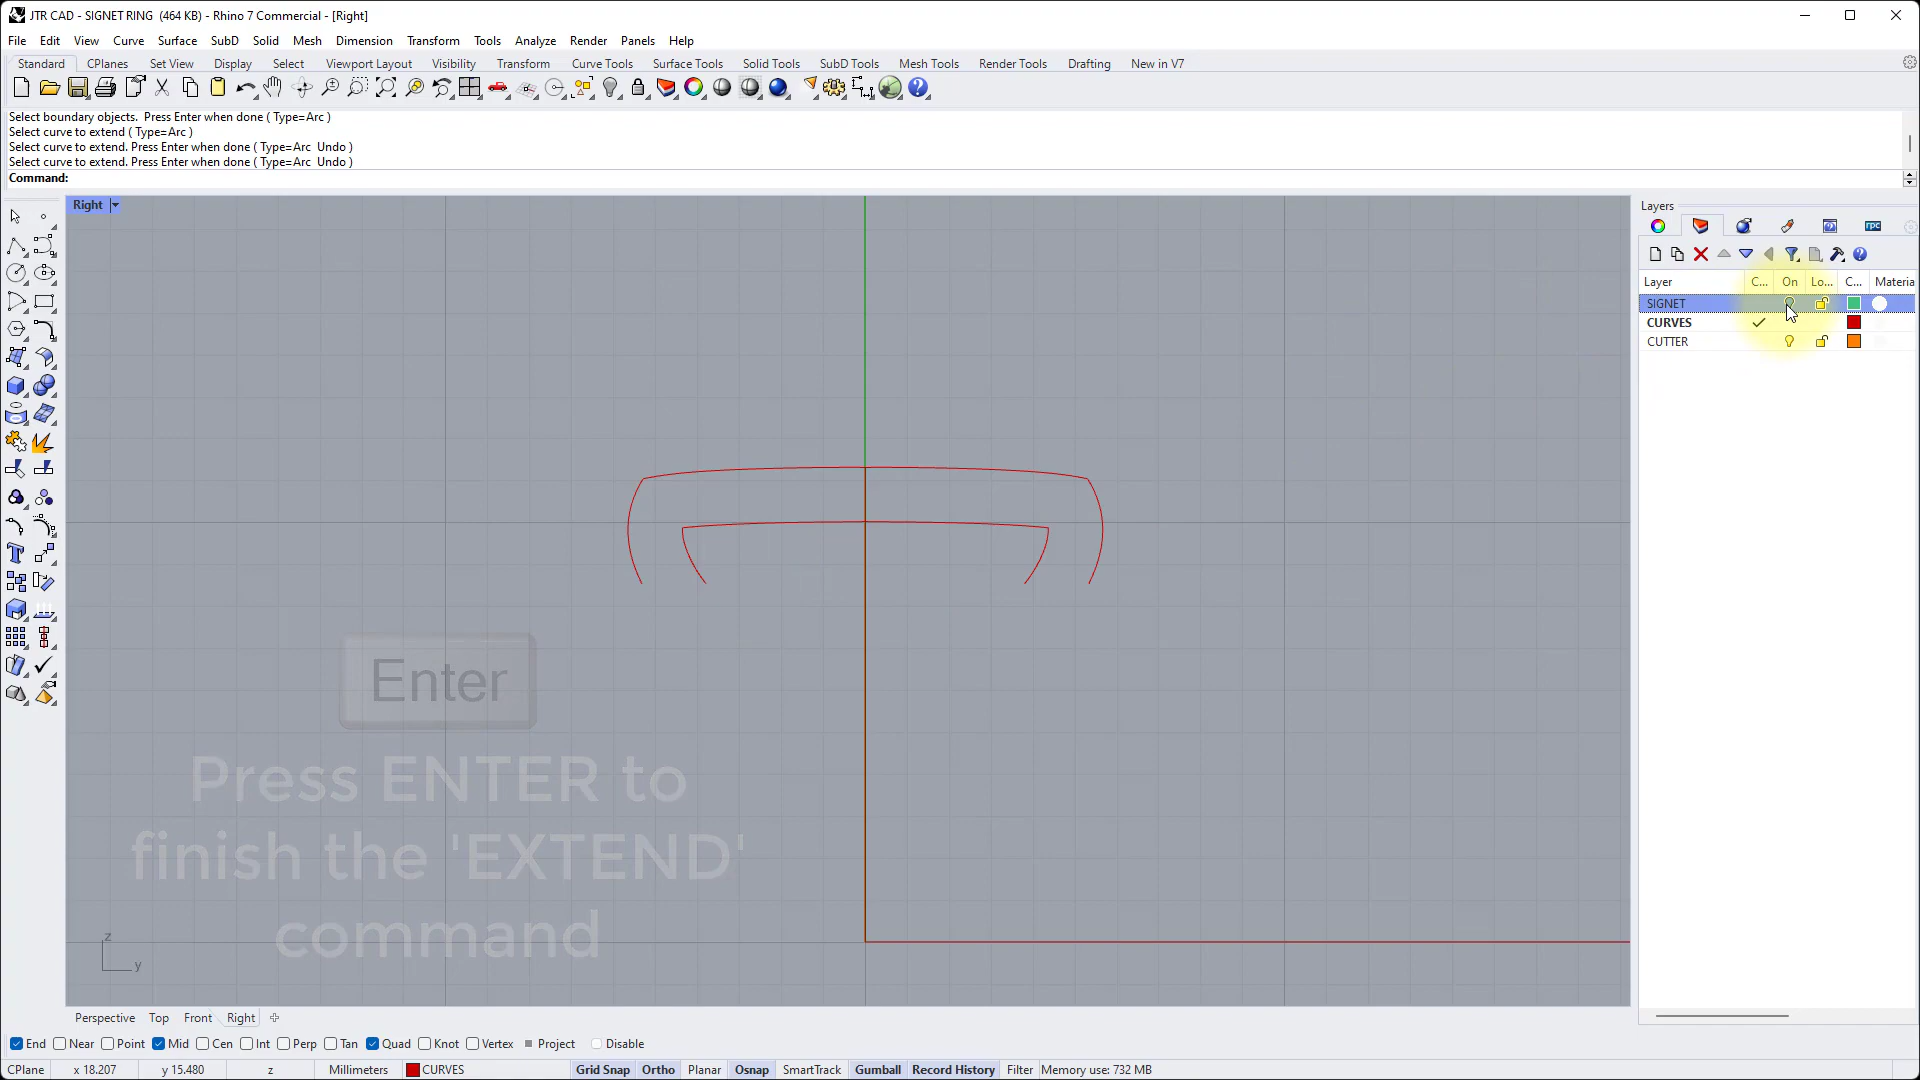 JTR CAD - SIGNET RING (464 KB) - Rhino 7 Commercial - [Right]
File Edit View Curve Surface SubD Solid Mesh Dimension Transform Tools Analyze Render Panels Help
Standard CPlanes Set View Display Select Viewport Layout Visibility Transform Curve Tools Surface Tools Solid Tools SubD Tools Mesh Tools Render Tools Drafting New in V7
Select boundary objects. Press Enter when done ( Type=Arc )
Select curve to extend ( Type=Arc )
Select curve to extend. Press Enter when done ( Type=Arc Undo )
Select curve to extend. Press Enter when done ( Type=Arc Undo )
Command:
Right
Layers
rpc
Layer C... On Lo... C... Materia
SIGNET
CURVES
CUTTER
Enter
Press ENTER to
finish the 'EXTEND'
command
z
y
Perspective Top Front Right
End Near Point Mid Cen Int Perp Tan Quad Knot Vertex Project Disable
CPlane x 18.207 y 15.480 z Millimeters CURVES Grid Snap Ortho Planar Osnap SmartTrack Gumball Record History Filter Memory use: 732 MB